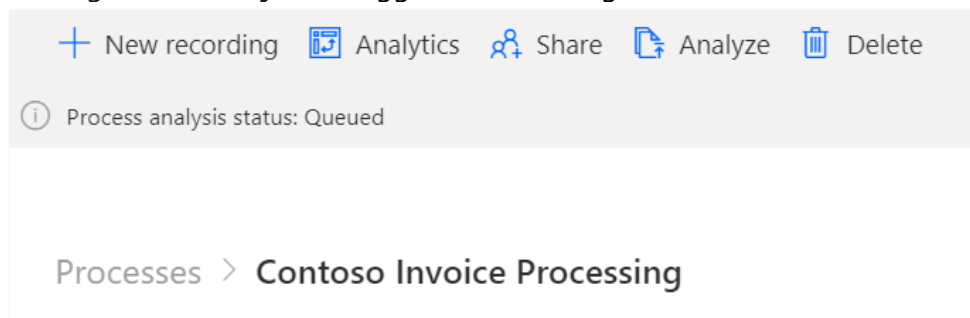 New recording Analytics Share Analyze Delete
Process analysis status: Queued
Processes > Contoso Invoice Processing